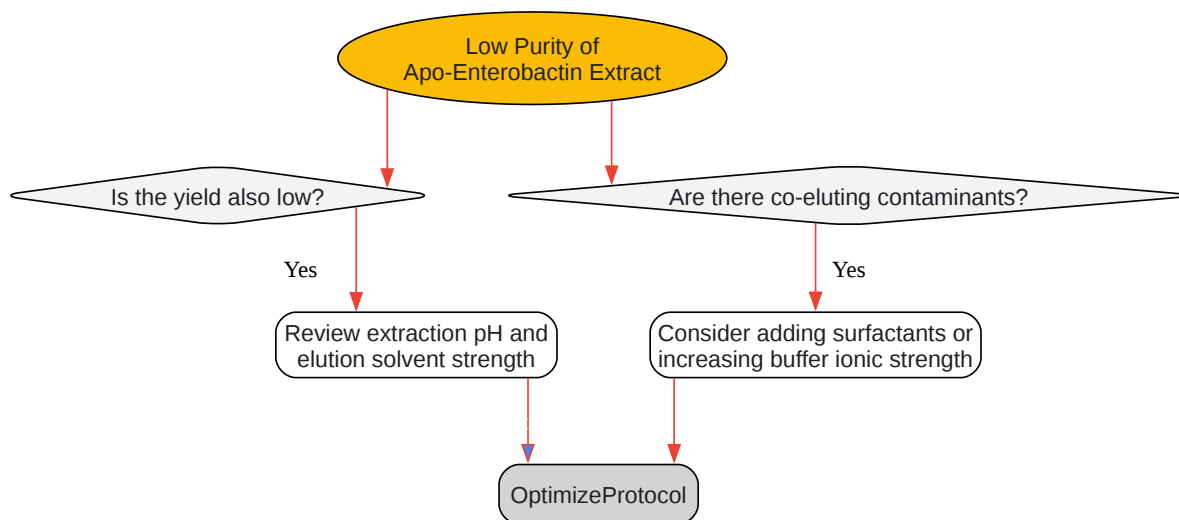 Low Purity of
Apo-Enterobactin Extract
Is the yield also low?
Are there co-eluting contaminants?
Yes
Yes
Review extraction pH and
elution solvent strength
Consider adding surfactants or
increasing buffer ionic strength
OptimizeProtocol